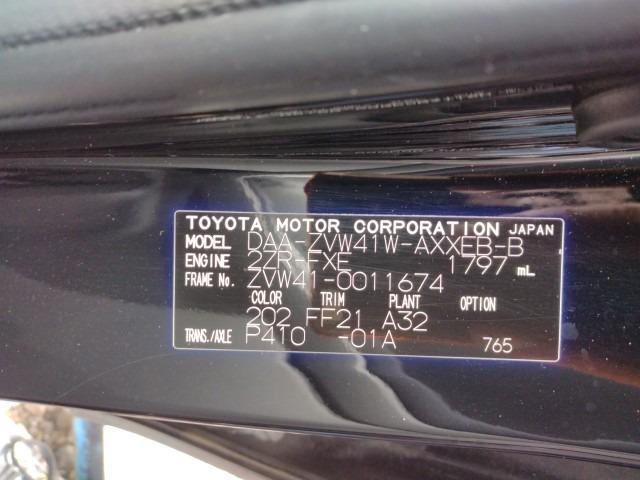 TOYOTA MOTOR CORPORATION JAPAN
MODEL DAA-ZVW41W-AXXEB-B
ENGINE 2ZR-FXE 1797 mL
FRAME No. ZVW41-0011674
COLOR TRIM PLANT OPTION
202 FF21 A32
TRANS./AXLE P410 -01A 765